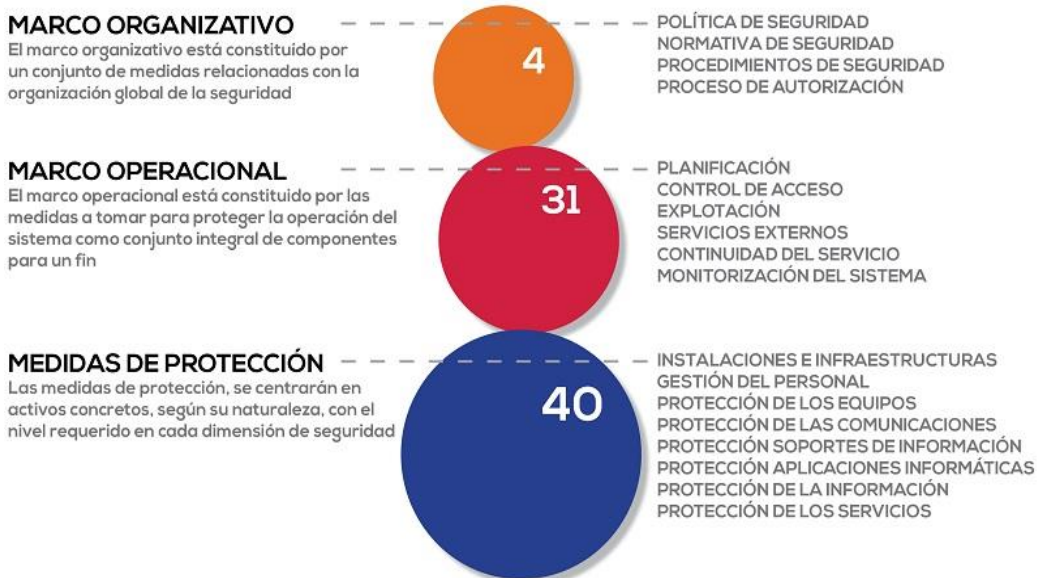 MARCO ORGANIZATIVO
El marco organizativo está constituido por
un conjunto de medidas relacionadas con la
organización global de la seguridad
4
POLÍTICA DE SEGURIDAD
NORMATIVA DE SEGURIDAD
PROCEDIMIENTOS DE SEGURIDAD
PROCESO DE AUTORIZACIÓN
MARCO OPERACIONAL
El marco operacional está constituido por las
medidas a tomar para proteger la operación del
sistema como conjunto integral de componentes
para un fin
31
PLANIFICACIÓN
CONTROL DE ACCESO
EXPLOTACIÓN
SERVICIOS EXTERNOS
CONTINUIDAD DEL SERVICIO
MONITORIZACIÓN DEL SISTEMA
MEDIDAS DE PROTECCIÓN
Las medidas de protección, se centrarán en
activos concretos, según su naturaleza, con el
nivel requerido en cada dimensión de seguridad
40
INSTALACIONES E INFRAESTRUCTURAS
GESTIÓN DEL PERSONAL
PROTECCIÓN DE LOS EQUIPOS
PROTECCIÓN DE LAS COMUNICACIONES
PROTECCIÓN SOPORTES DE INFORMACIÓN
PROTECCIÓN APLICACIONES INFORMÁTICAS
PROTECCIÓN DE LA INFORMACIÓN
PROTECCIÓN DE LOS SERVICIOS